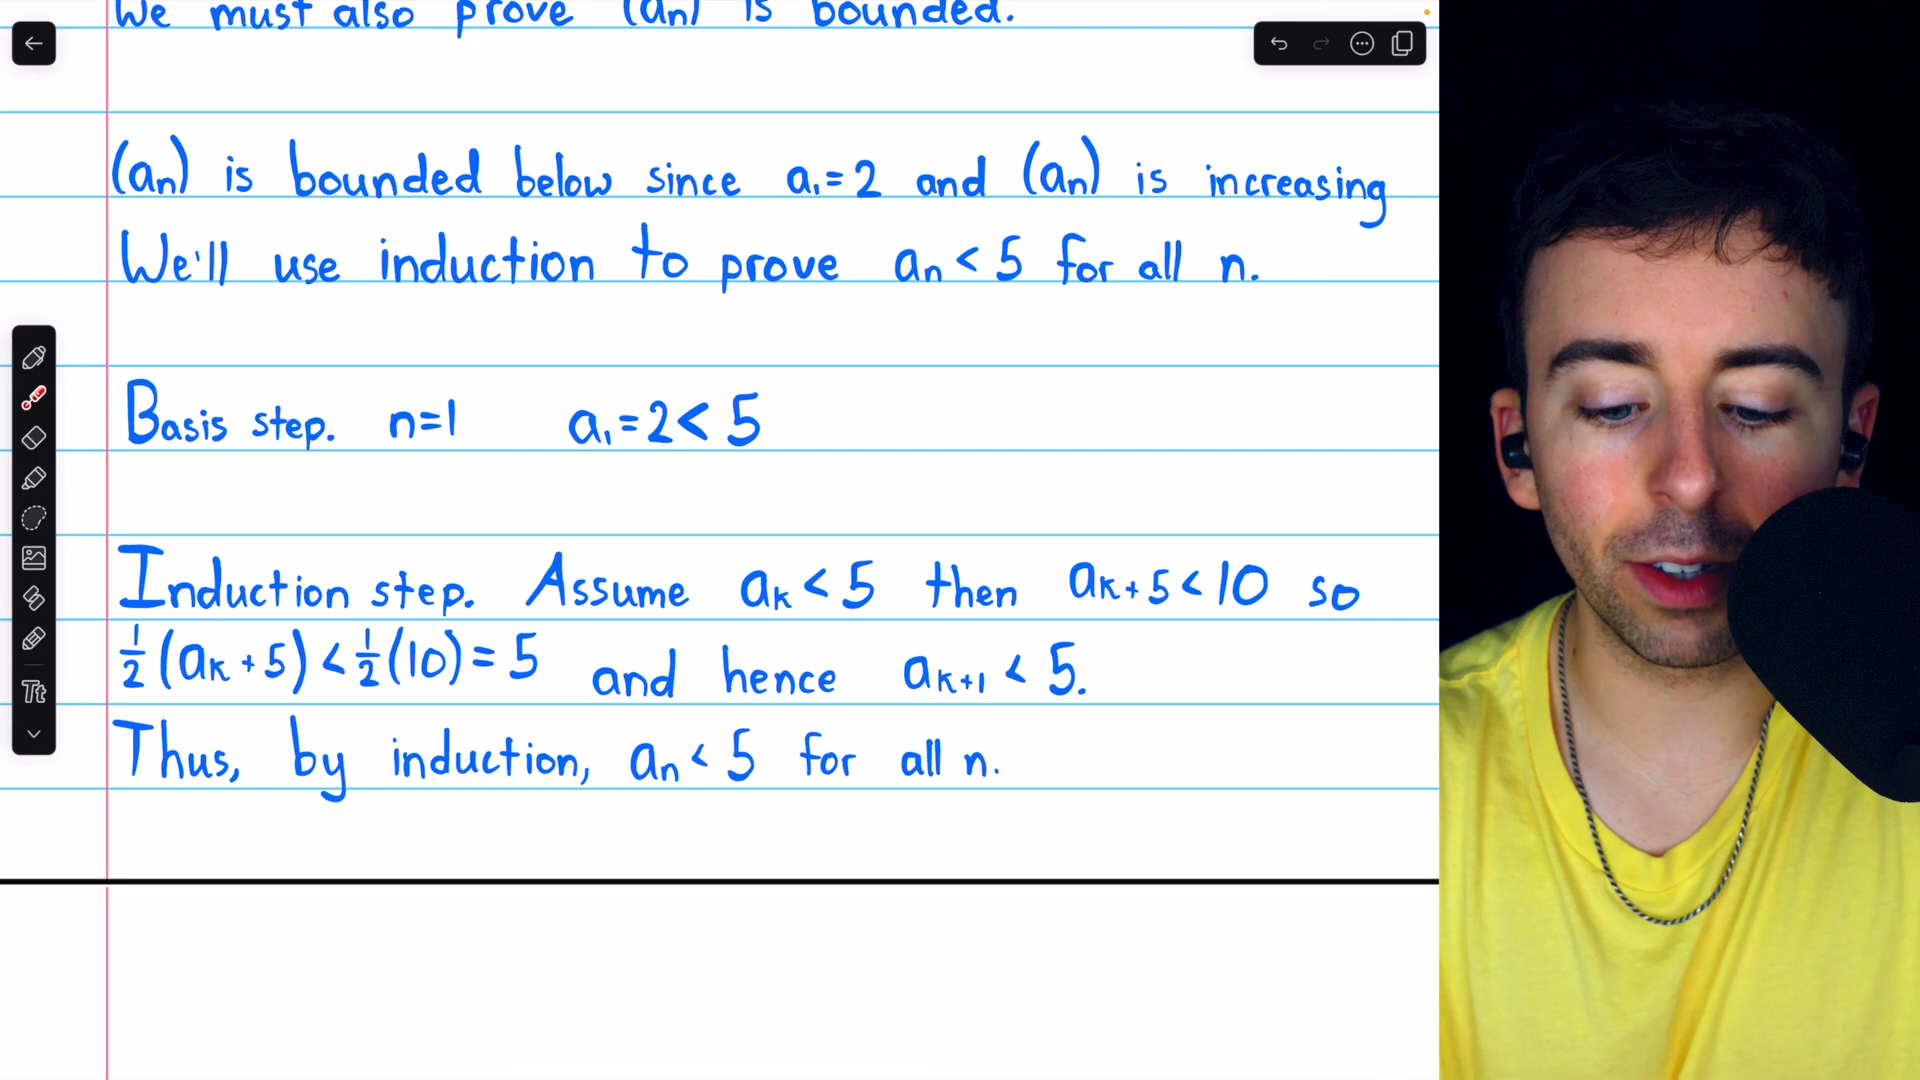 We must also prove (an) is bounded.
(an) is bounded below since a₁=2 and (an) is increasing
We'll use induction to prove an < 5 for all n.
Basis step. n=1 a₁=2< 5
Induction step. Assume ak < 5 then ak+5<10 so
½(ak+5)<½(10)=5 and hence ak+1 < 5.
Thus, by induction, an < 5 for all n.
Tt